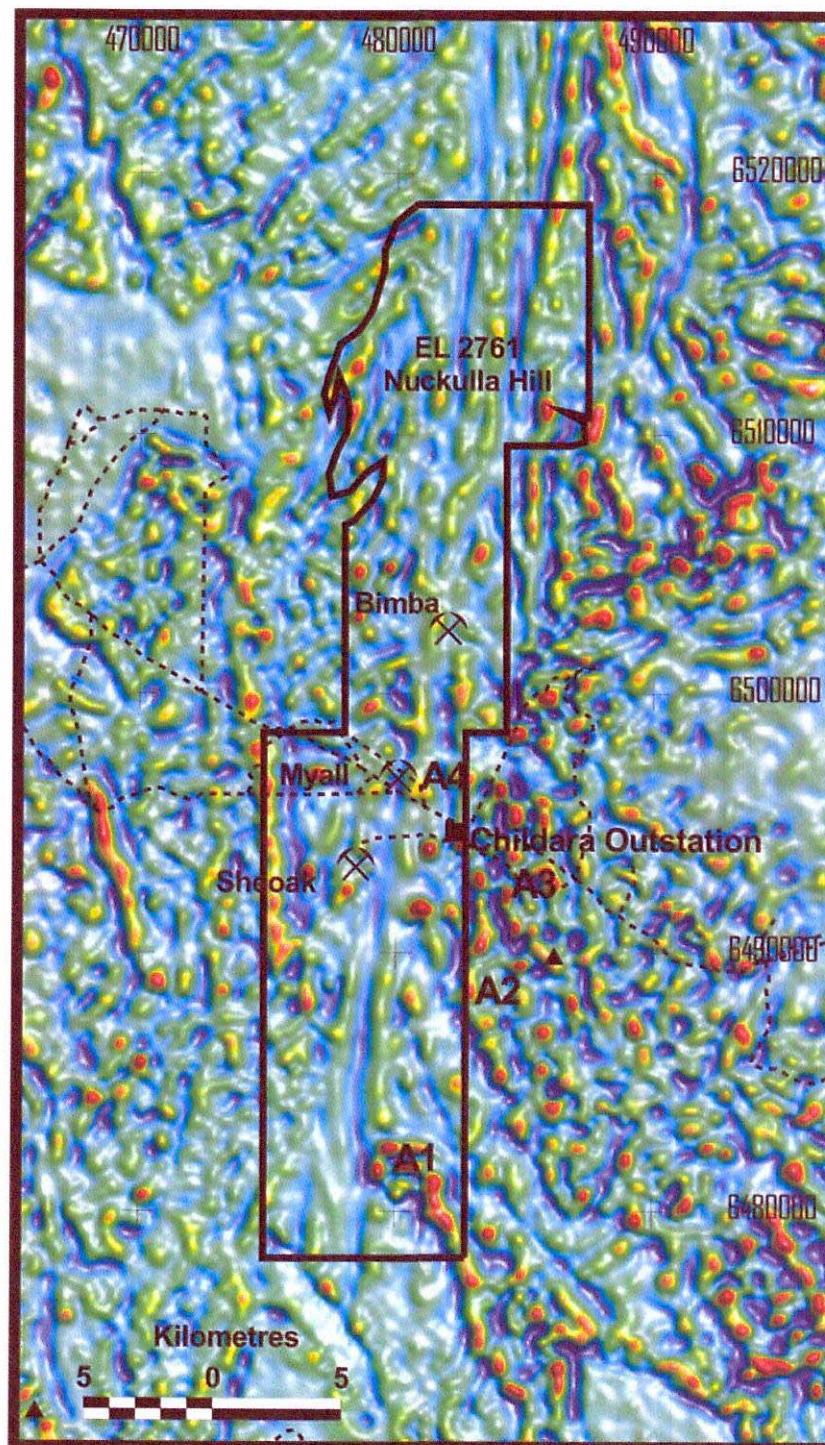 470000 480000 490000
6520000
EL 2761
Nuckulla Hill
6510000
Bimba
6500000
Myall A4
Childara Outstation
Sheoak
A3
6490000
A2
A1
6480000
Kilometres
5 0 5